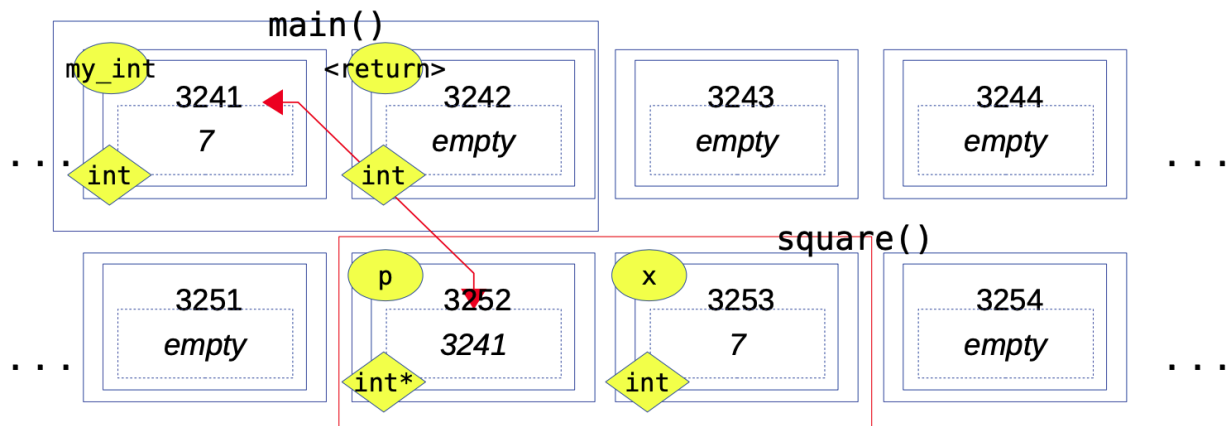 main()
my_int <return>
3241 3242 3243 3244
7 empty empty empty
... int int ...
square()
p x
3251 3252 3253 3254
empty 3241 7 empty
... int* int ...